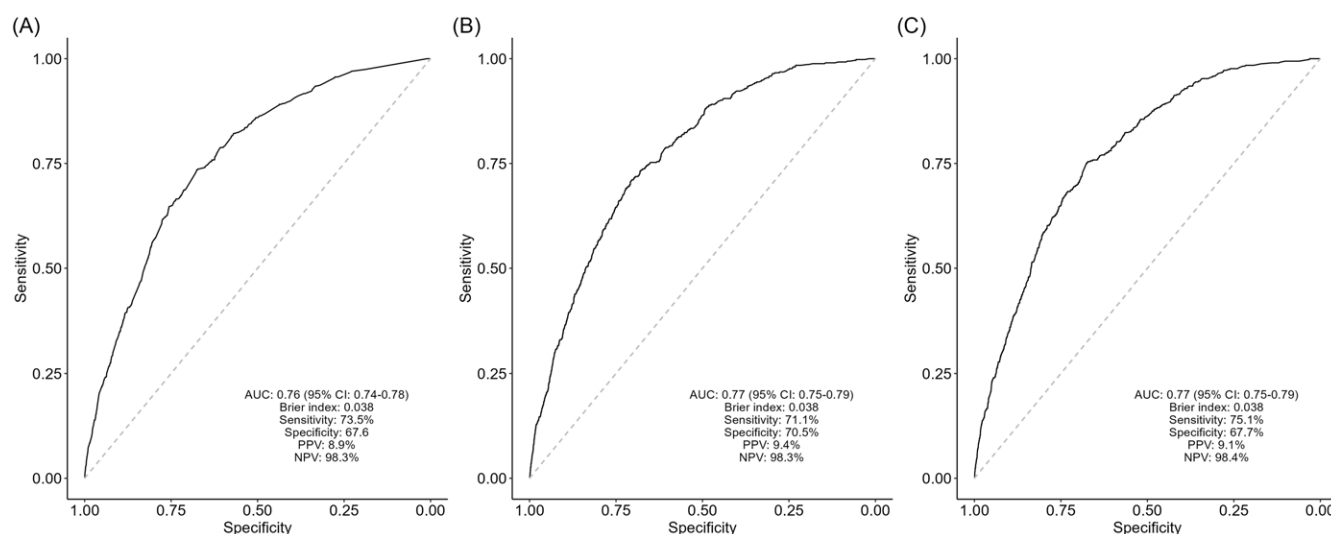 (A)
1.00
0.75
0.50
0.25
0.00
Sensitivity
AUC: 0.76 (95% CI: 0.74-0.78)
Brier index: 0.038
Sensitivity: 73.5%
Specificity: 67.6
PPV: 8.9%
NPV: 98.3%
1.00 0.75 0.50 0.25 0.00
Specificity
(B)
1.00
0.75
0.50
0.25
0.00
Sensitivity
AUC: 0.77 (95% CI: 0.75-0.79)
Brier index: 0.038
Sensitivity: 71.1%
Specificity: 70.5%
PPV: 9.4%
NPV: 98.3%
1.00 0.75 0.50 0.25 0.00
Specificity
(C)
1.00
0.75
0.50
0.25
0.00
Sensitivity
AUC: 0.77 (95% CI: 0.75-0.79)
Brier index: 0.038
Sensitivity: 75.1%
Specificity: 67.7%
PPV: 9.1%
NPV: 98.4%
1.00 0.75 0.50 0.25 0.00
Specificity